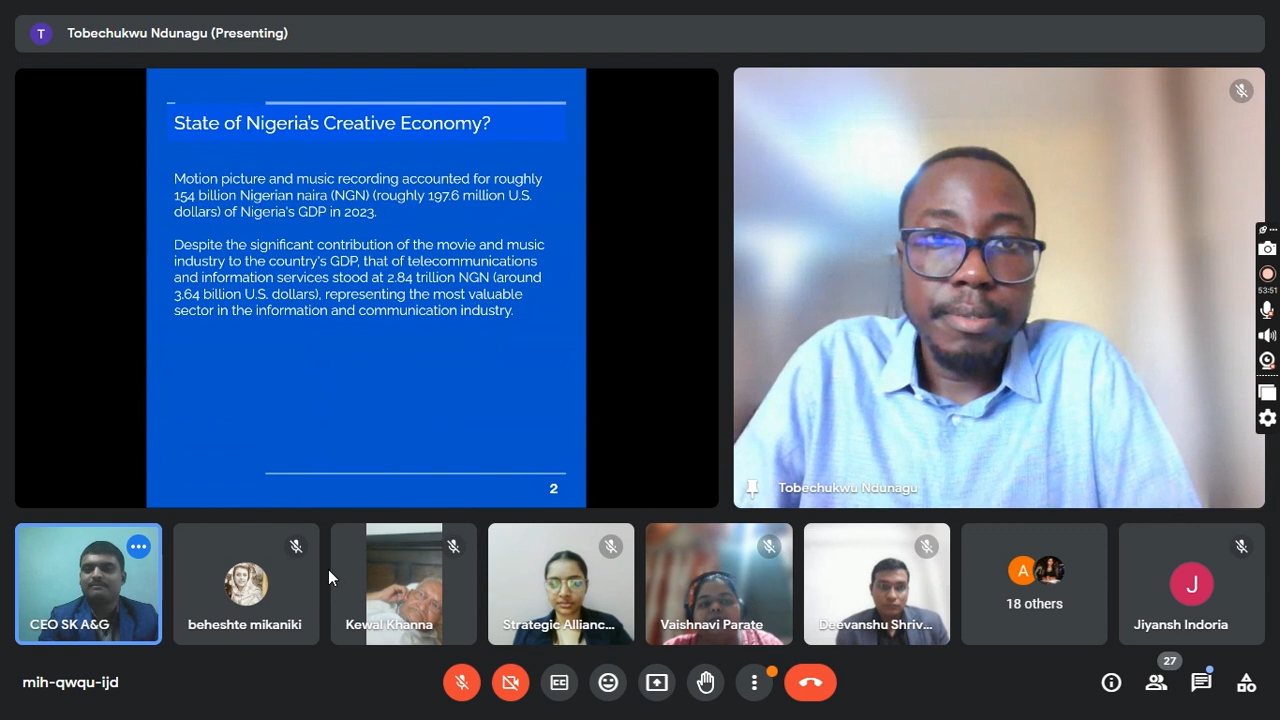 T
Tobechukwu Ndunagu (Presenting)
State of Nigeria's Creative Economy?
Motion picture and music recording accounted for roughly
154 billion Nigerian naira (NGN) (roughly 197.6 million U.S.
dollars) of Nigeria's GDP in 2023.
Despite the significant contribution of the movie and music
industry to the country's GDP, that of telecommunications
and information services stood at 2.84 trillion NGN (around
3.64 billion U.S. dollars), representing the most valuable
sector in the information and communication industry.
2
Tobechukwu Ndunagu
53:51
CEO SK A&G
beheshte mikaniki
Kewal Khanna
Strategic Allianc...
Vaishnavi Parate
Deevanshu Shriv...
A
18 others
J
Jiyansh Indoria
mih-qwqu-ijd
CC
27